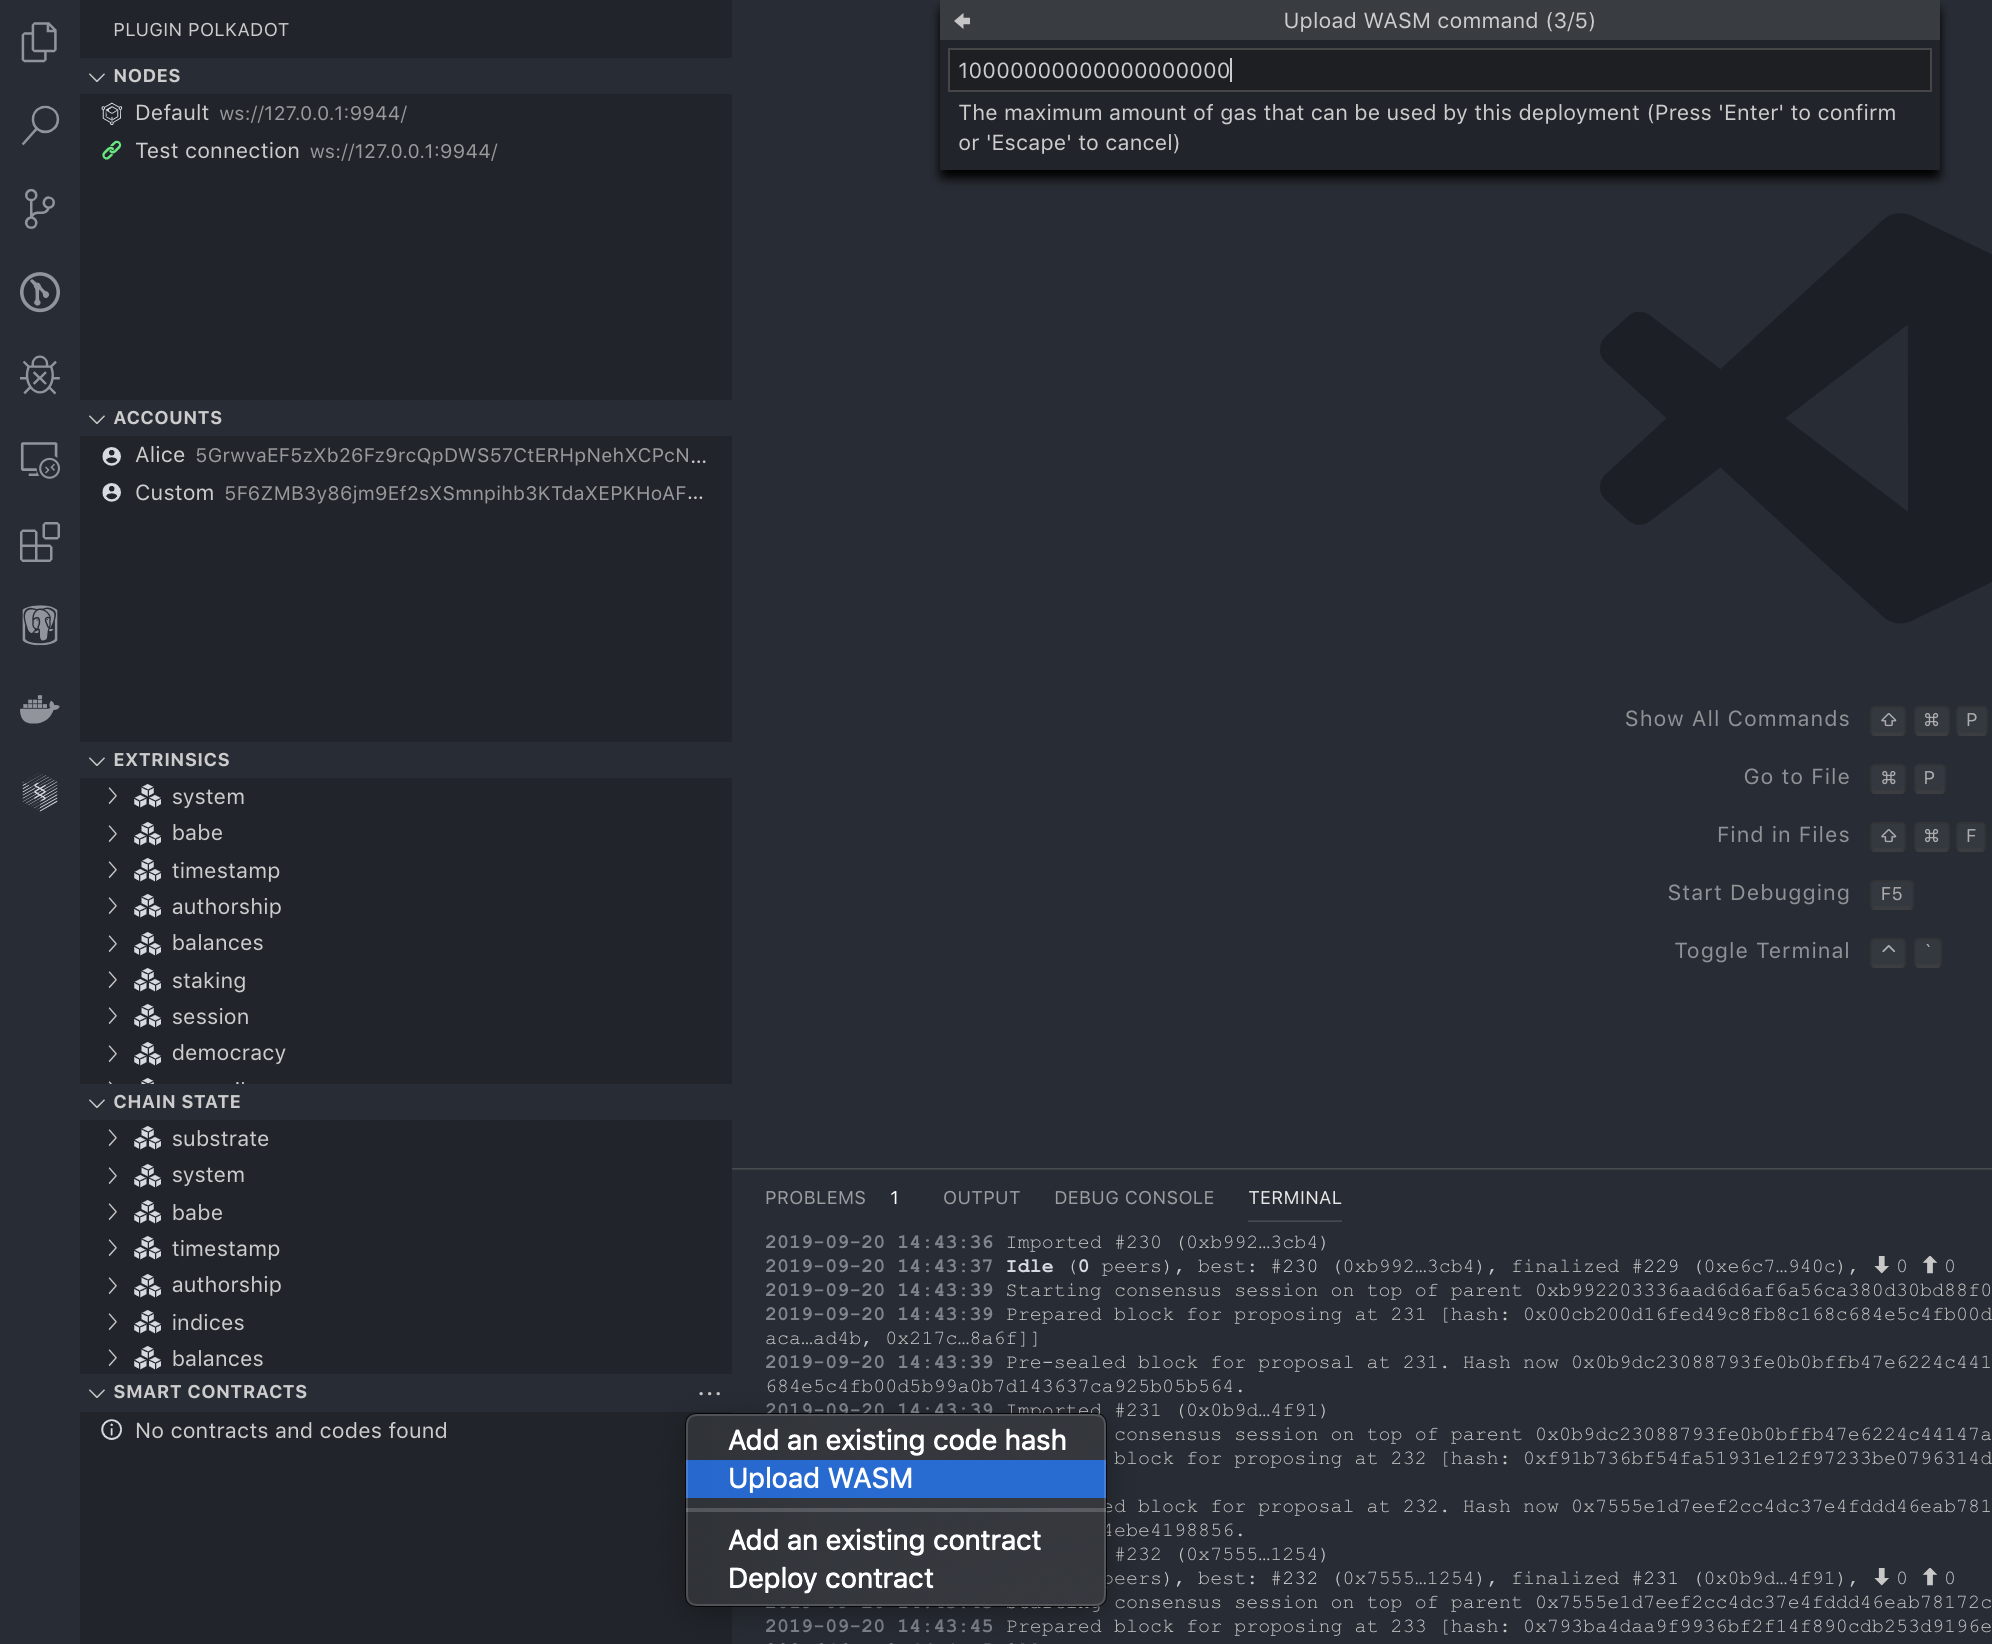 PLUGIN POLKADOT
NODES
Default ws://127.0.0.1:9944/
Test connection ws://127.0.0.1:9944/
ACCOUNTS
Alice 5GrwvaEF5zXb26Fz9rcQpDWS57CtERHpNehXCPcN...
Custom 5F6ZMB3y86jm9Ef2sXSmnpihb3KTdaXEPKHoAF...
EXTRINSICS
system
babe
timestamp
authorship
balances
staking
session
democracy
CHAIN STATE
substrate
system
babe
timestamp
authorship
indices
balances
SMART CONTRACTS ...
No contracts and codes found
Add an existing code hash
Upload WASM
Add an existing contract
Deploy contract
Upload WASM command (3/5)
The maximum amount of gas that can be used by this deployment (Press 'Enter' to confirm
or 'Escape' to cancel)
Show All Commands ⇧ ⌘ P
Go to File ⌘ P
Find in Files ⇧ ⌘ F
Start Debugging F5
Toggle Terminal ^ `
PROBLEMS 1 OUTPUT DEBUG CONSOLE TERMINAL
2019-09-20 14:43:36 Imported #230 (0xb992…3cb4)
2019-09-20 14:43:37 Idle (0 peers), best: #230 (0xb992…3cb4), finalized #229 (0xe6c7…940c), ⬇ 0 ⬆ 0
2019-09-20 14:43:39 Starting consensus session on top of parent 0xb992203336aad6d6af6a56ca380d30bd88f0
2019-09-20 14:43:39 Prepared block for proposing at 231 [hash: 0x00cb200d16fed49c8fb8c168c684e5c4fb00d
aca…ad4b, 0x217c…8a6f]]
2019-09-20 14:43:39 Pre-sealed block for proposal at 231. Hash now 0x0b9dc23088793fe0b0bffb47e6224c441
684e5c4fb00d5b99a0b7d143637ca925b05b564.
2019-09-20 14:43:39 Imported #231 (0x0b9d…4f91)
consensus session on top of parent 0x0b9dc23088793fe0b0bffb47e6224c44147a
block for proposing at 232 [hash: 0xf91b736bf54fa51931e12f97233be0796314d
ed block for proposal at 232. Hash now 0x7555e1d7eef2cc4dc37e4fddd46eab781
4ebe4198856.
#232 (0x7555…1254)
peers), best: #232 (0x7555…1254), finalized #231 (0x0b9d…4f91), ⬇ 0 ⬆ 0
consensus session on top of parent 0x7555e1d7eef2cc4dc37e4fddd46eab78172c
2019-09-20 14:43:45 Prepared block for proposing at 233 [hash: 0x793ba4daa9f9936bf2f14f890cdb253d9196e